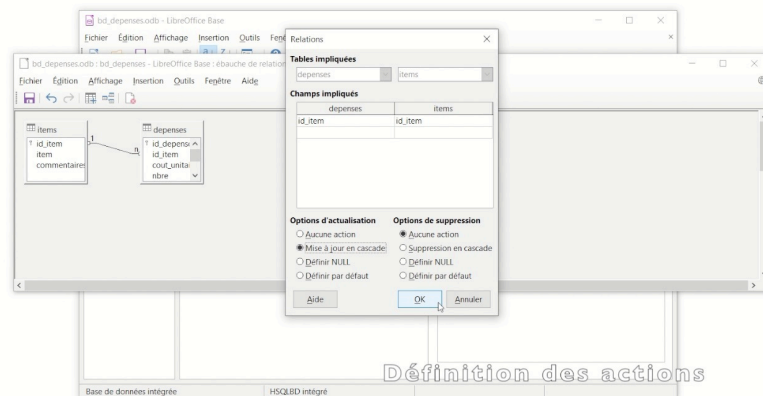 bd_depenses.odb - LibreOffice Base
Fichier Édition Affichage Insertion Outils
bd_depenses.odb : bd_depenses - LibreOffice Base : ébauche de relation
Fichier Édition Affichage Insertion Outils Fenêtre Aide
items
id_item
item
commentaires
1
n
depenses
id_item
nbre
Relations
Tables impliquées
depenses items
Champs impliqués
depenses items
id_item id_item
Options d'actualisation
Aucune action
Mise à jour en cascade
Définir NULL
Définir par défaut
Options de suppression
Aucune action
Suppression en cascade
Définir NULL
Définir par défaut
Aide OK Annuler
Définition des actions
Base de données intégrée HSQLBD intégré